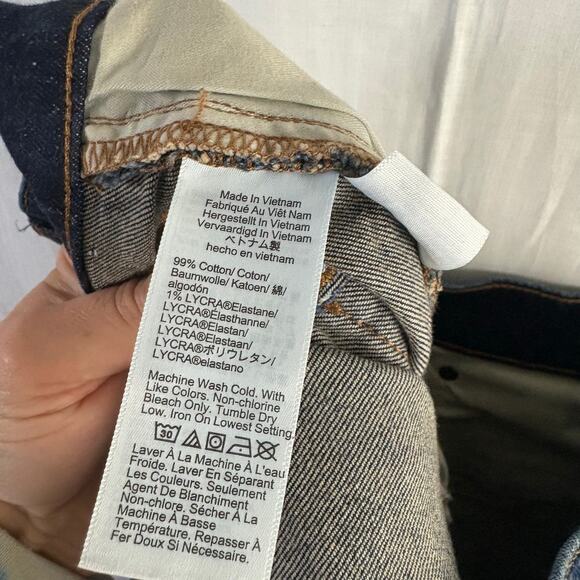 Made In Vietnam
Fabriqué Au Viêt Nam
Hergestellt In Vietnam
Vervaardigd In Vietnam
ベトナム製
hecho en vietnam
99% Cotton/ Coton/
Baumwolle/ Katoen/ 綿/
algodón
1% LYCRA®Elastane/
LYCRA®Élasthanne/
LYCRA®Elastan/
LYCRA®Elastaan/
LYCRA®ポリウレタン/
LYCRA®elastano
Machine Wash Cold. With
Like Colors. Non-chlorine
Bleach Only. Tumble Dry
Low. Iron On Lowest Setting.
30
Laver À La Machine À L'eau
Froide. Laver En Séparant
Les Couleurs. Seulement
Agent De Blanchiment
Non-chlore. Sécher À La
Machine À Basse
Température. Repasser À
Fer Doux Si Nécessaire.